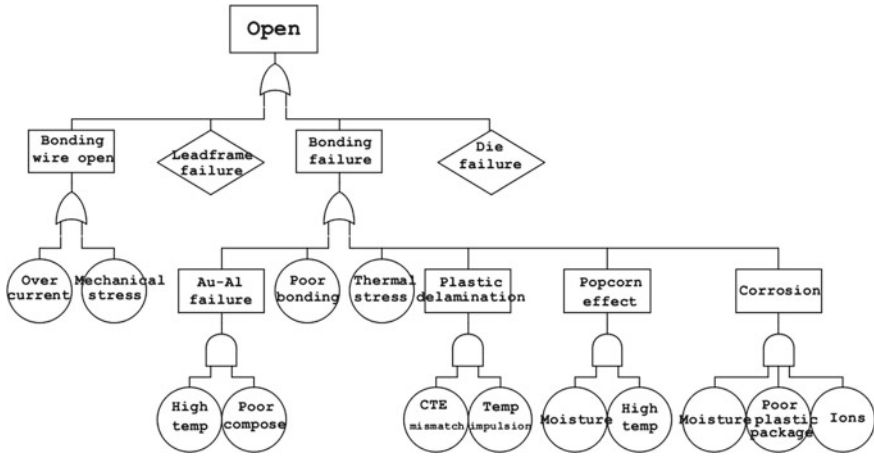 Open
Bonding
wire open
Leadframe
failure
Bonding
failure
Die
failure
Over
current
Mechanical
stress
Au-Al
failure
Poor
bonding
Thermal
stress
Plastic
delamination
Popcorn
effect
Corrosion
High
temp
Poor
compose
CTE
mismatch
Temp
impulsion
Moisture
High
temp
Moisture
Poor
plastic
package
Ions